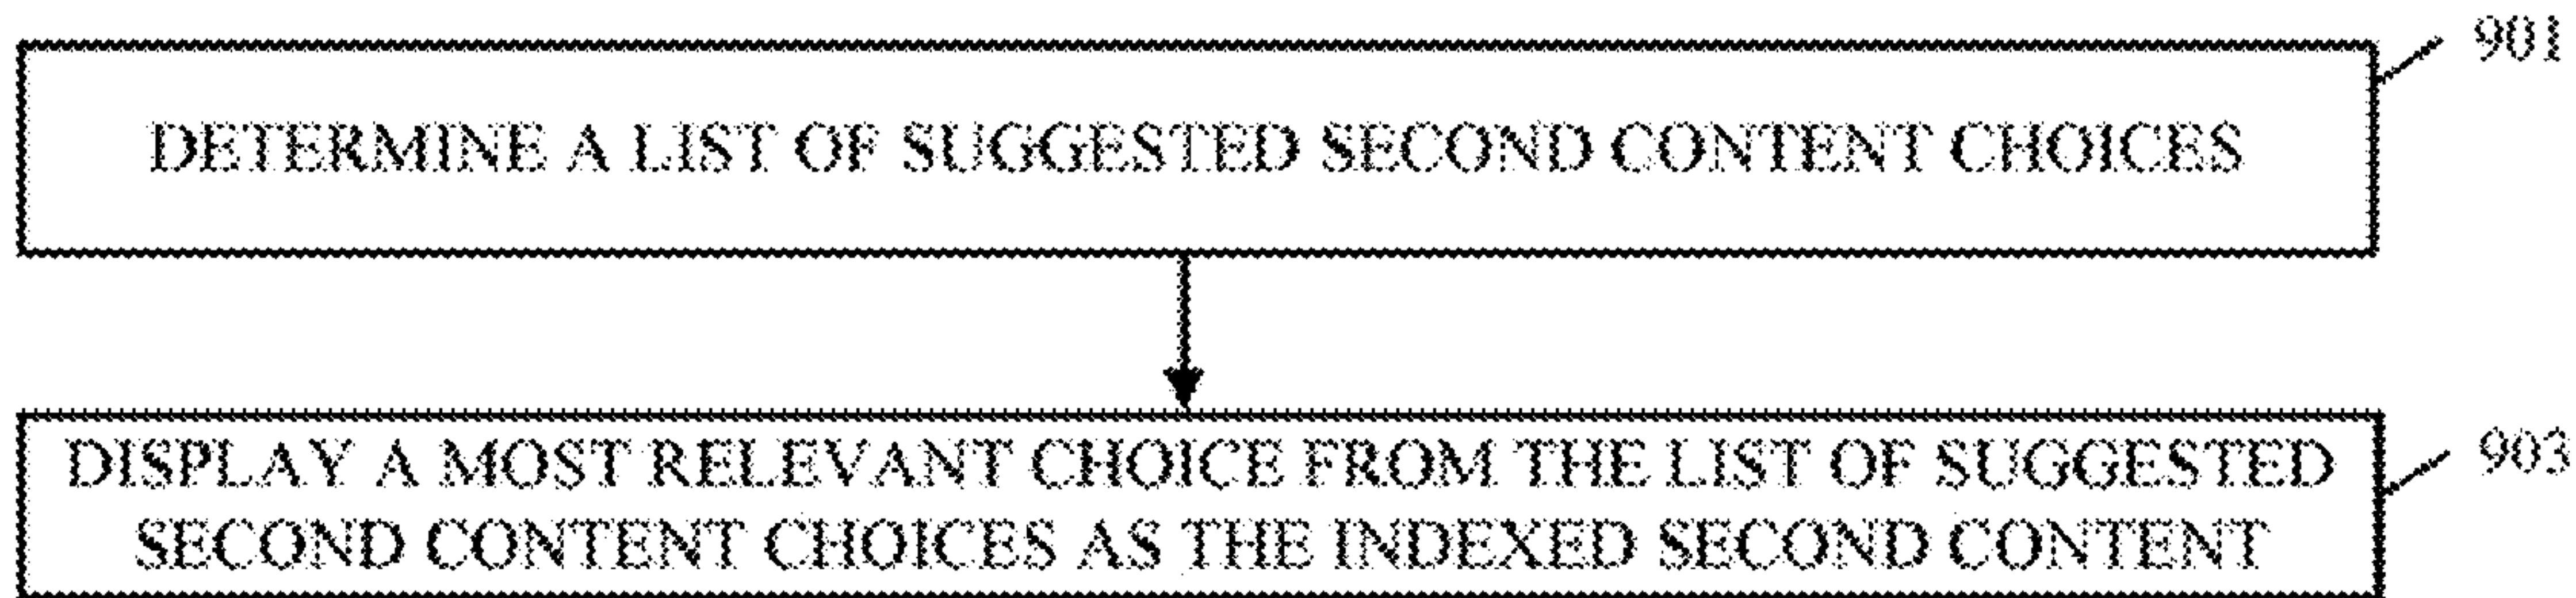 901
DETERMINE A LIST OF SUGGESTED SECOND CONTENT CHOICES
903
DISPLAY A MOST RELEVANT CHOICE FROM THE LIST OF SUGGESTED
SECOND CONTENT CHOICES AS THE INDEXED SECOND CONTENT